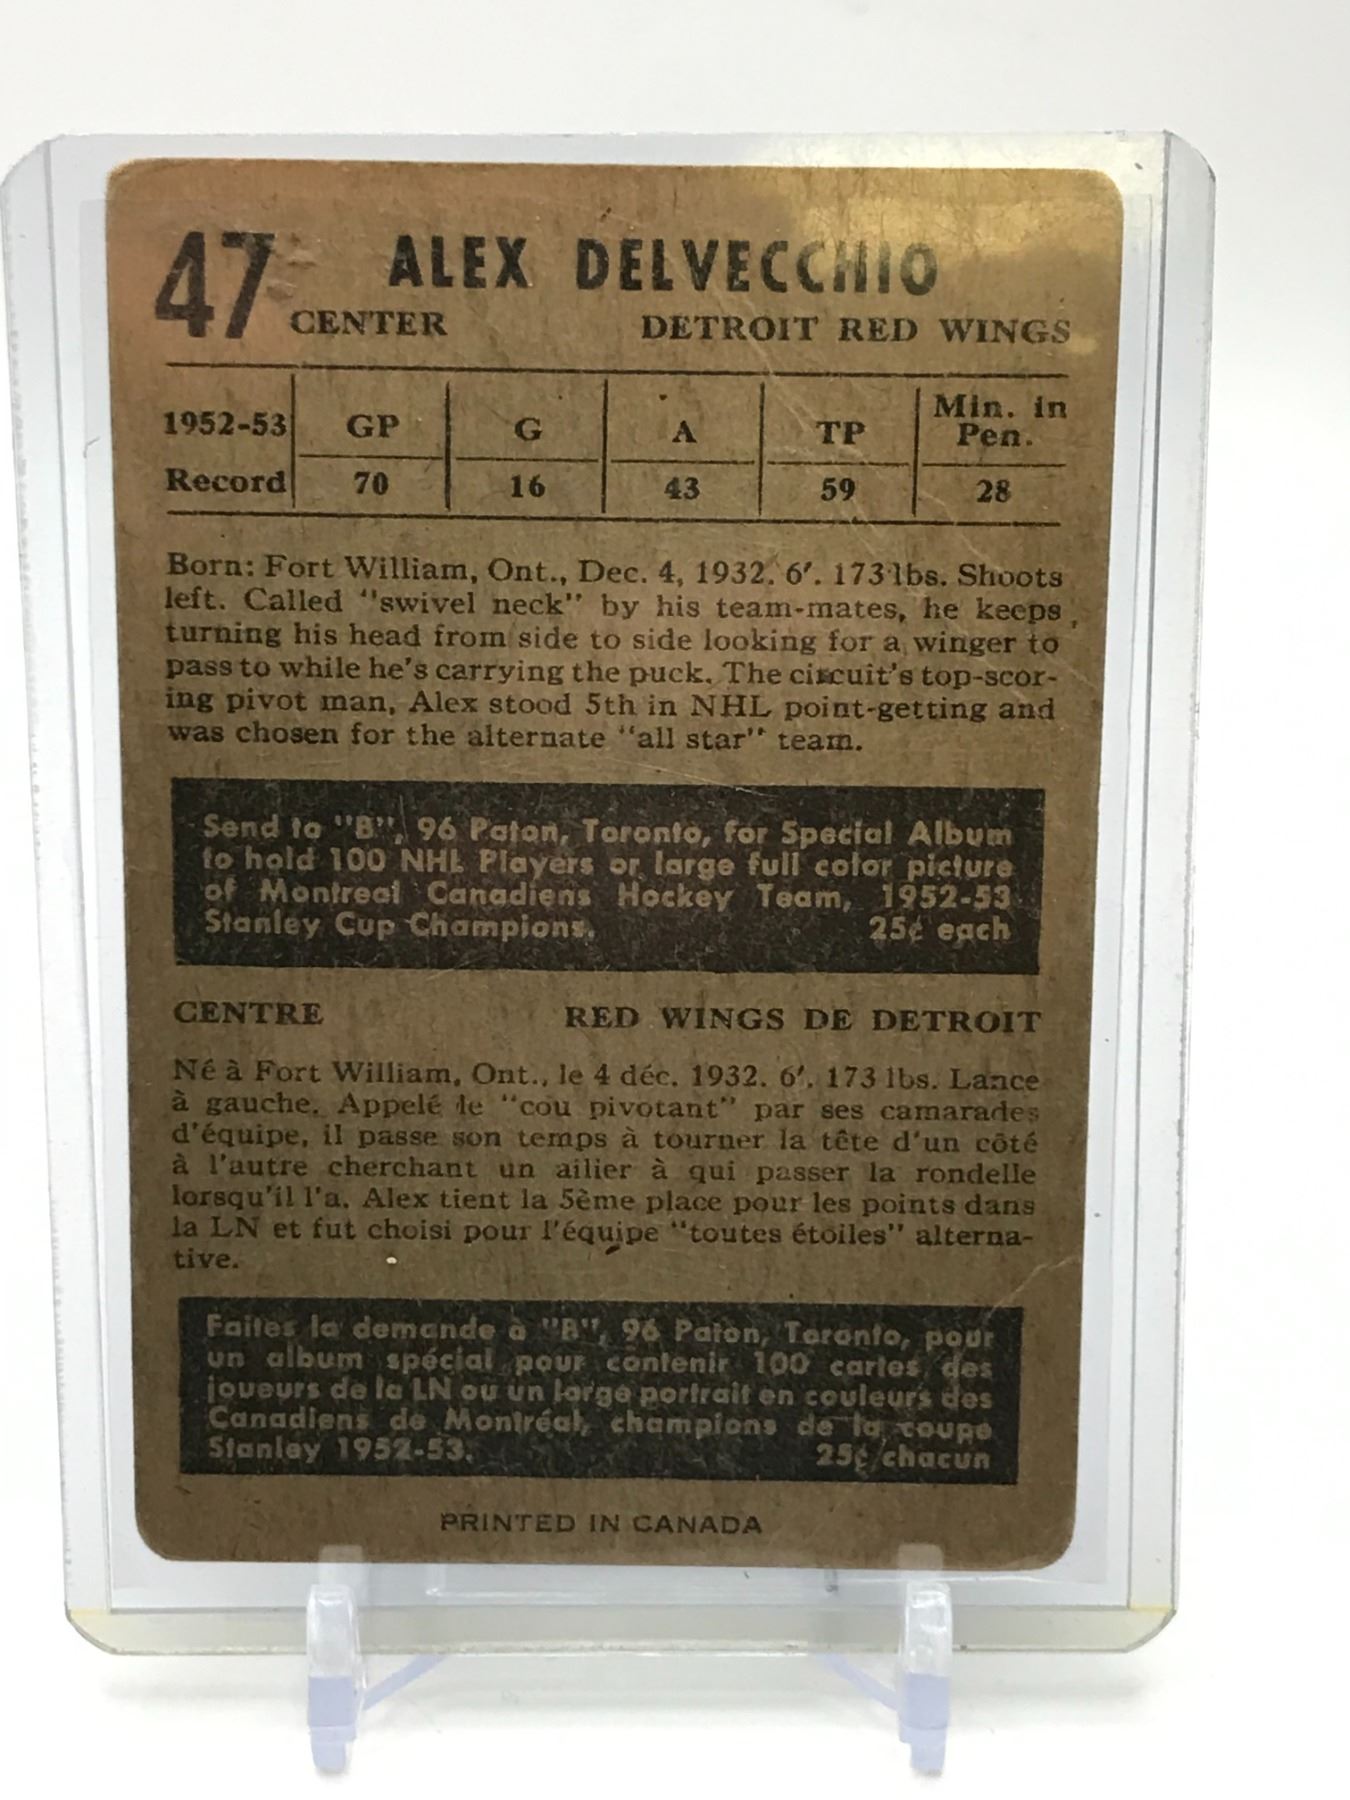 47 ALEX DELVECCHIO
CENTER DETROIT RED WINGS
1952-53 GP G A TP Min. in Pen.
Record 70 16 43 59 28
Born: Fort William, Ont., Dec. 4, 1932. 6'. 173 lbs. Shoots
left. Called "swivel neck" by his team-mates, he keeps
turning his head from side to side looking for a winger to
pass to while he's carrying the puck. The circuit's top-scor-
ing pivot man, Alex stood 5th in NHL point-getting and
was chosen for the alternate "all star" team.
Send to "B", 96 Paton, Toronto, for Special Album
to hold 100 NHL Players or large full color picture
of Montreal Canadiens Hockey Team, 1952-53
Stanley Cup Champions. 25¢ each
CENTRE RED WINGS DE DETROIT
Né à Fort William, Ont., le 4 déc. 1932. 6'. 173 lbs. Lance
à gauche. Appelé le "cou pivotant" par ses camarades
d'équipe, il passe son temps à tourner la tête d'un côté
à l'autre cherchant un ailier à qui passer la rondelle
lorsqu'il l'a. Alex tient la 5ème place pour les points dans
la LN et fut choisi pour l'équipe "toutes étoiles" alterna-
tive.
Faites la demande à "B", 96 Paton, Toronto, pour
un album spécial pour contenir 100 cartes des
joueurs de la LN ou un large portrait en couleurs des
Canadiens de Montréal, champions de la coupe
Stanley 1952-53. 25¢ chacun
PRINTED IN CANADA